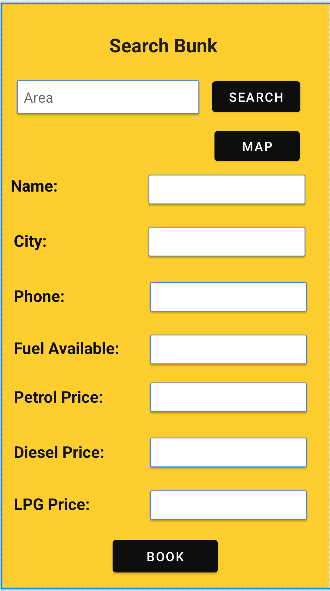 Search Bunk
Area SEARCH
MAP
Name:
City:
Phone:
Fuel Available:
Petrol Price:
Diesel Price:
LPG Price:
BOOK